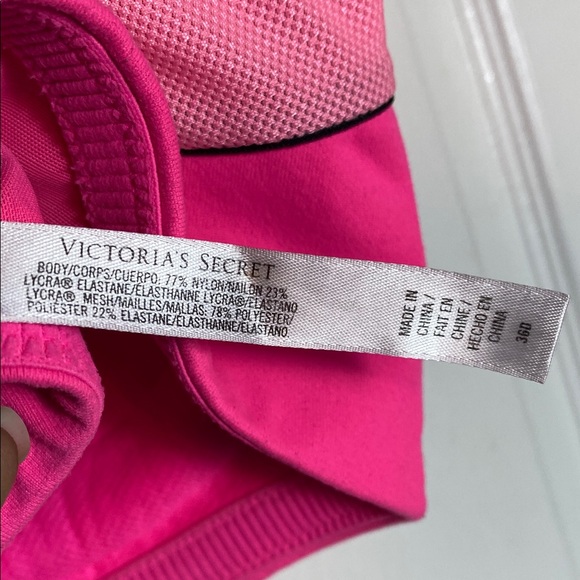 VICTORIA'S SECRET
BODY/CORPS/CUERPO: 77% NYLON/NAILON 23%
LYCRA® ELASTANE/ELASTHANNE LYCRA®/ELASTANO
LYCRA®. MESH/MAILLES/MALLAS: 78% POLYESTER/
POLIÉSTER 22% ELASTANE/ELASTHANNE/ELASTANO
MADE IN
CHINA/
FAIT EN
CHINE/
HECHO EN
CHINA
36D